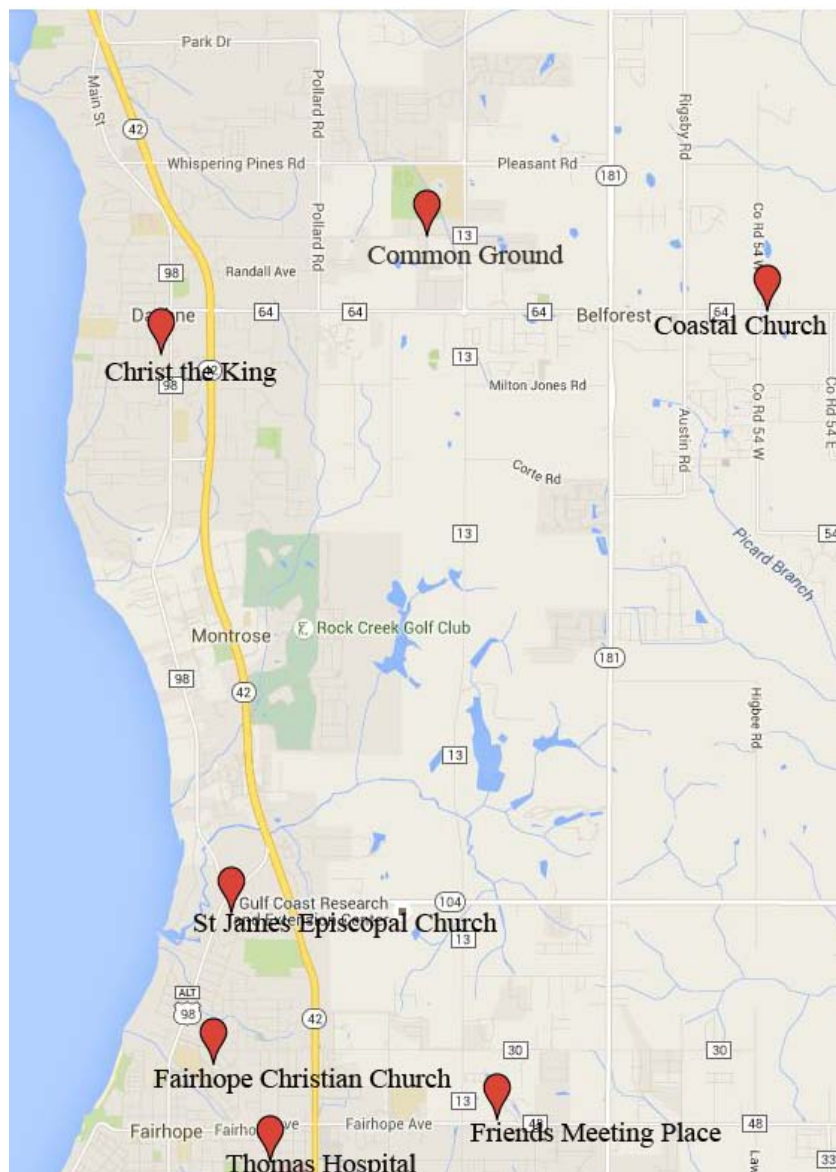 Park Dr
Main St
Pollard Rd
Rigsby Rd
42
Whispering Pines Rd
Pleasant Rd
181
Pollard Rd
Co Rd 54 W
13
Common Ground
98
Randall Ave
64
64
64
Belforest
64
Coastal Church
13
Christ the King
98
Milton Jones Rd
Co Rd 54 W
Co Rd 54 E
Austin Rd
Corte Rd
13
54
Picard Branch
Montrose
Rock Creek Golf Club
181
98
42
Higbee Rd
13
Gulf Coast Research
and Extension Center
104
St James Episcopal Church
13
ALT
98
42
30
30
Fairhope Christian Church
13
Fairhope
Fairhope Ave
48
48
Friends Meeting Place
Thomas Hospital
33